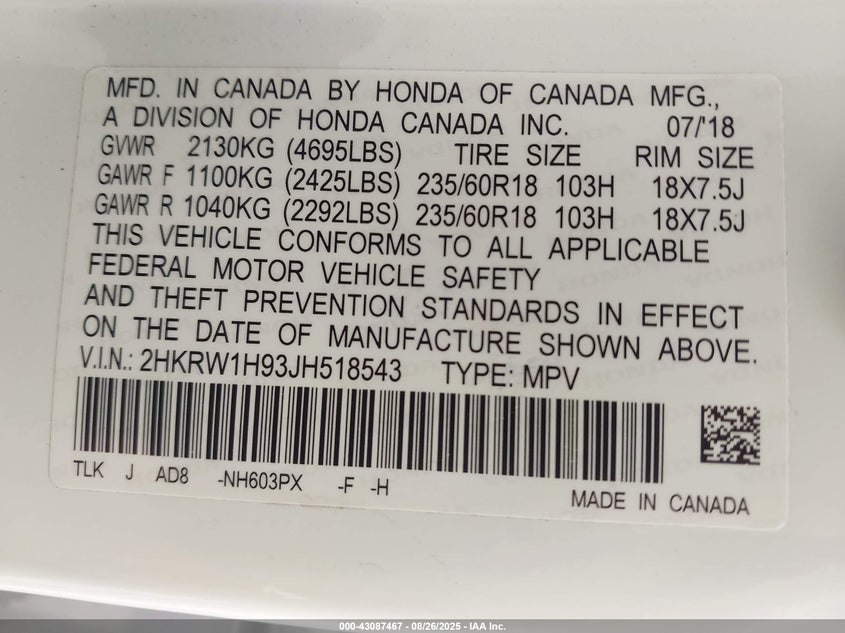 MFD. IN CANADA BY HONDA OF CANADA MFG.,
A DIVISION OF HONDA CANADA INC. 07/'18
GVWR 2130KG (4695LBS) TIRE SIZE RIM SIZE
GAWR F 1100KG (2425LBS) 235/60R18 103H 18X7.5J
GAWR R 1040KG (2292LBS) 235/60R18 103H 18X7.5J
THIS VEHICLE CONFORMS TO ALL APPLICABLE
FEDERAL MOTOR VEHICLE SAFETY
AND THEFT PREVENTION STANDARDS IN EFFECT
ON THE DATE OF MANUFACTURE SHOWN ABOVE.
V.I.N.: 2HKRW1H93JH518543 TYPE: MPV
TLK J AD8 -NH603PX -F -H
MADE IN CANADA
000-43087467 - 08/26/2025 - IAA Inc.